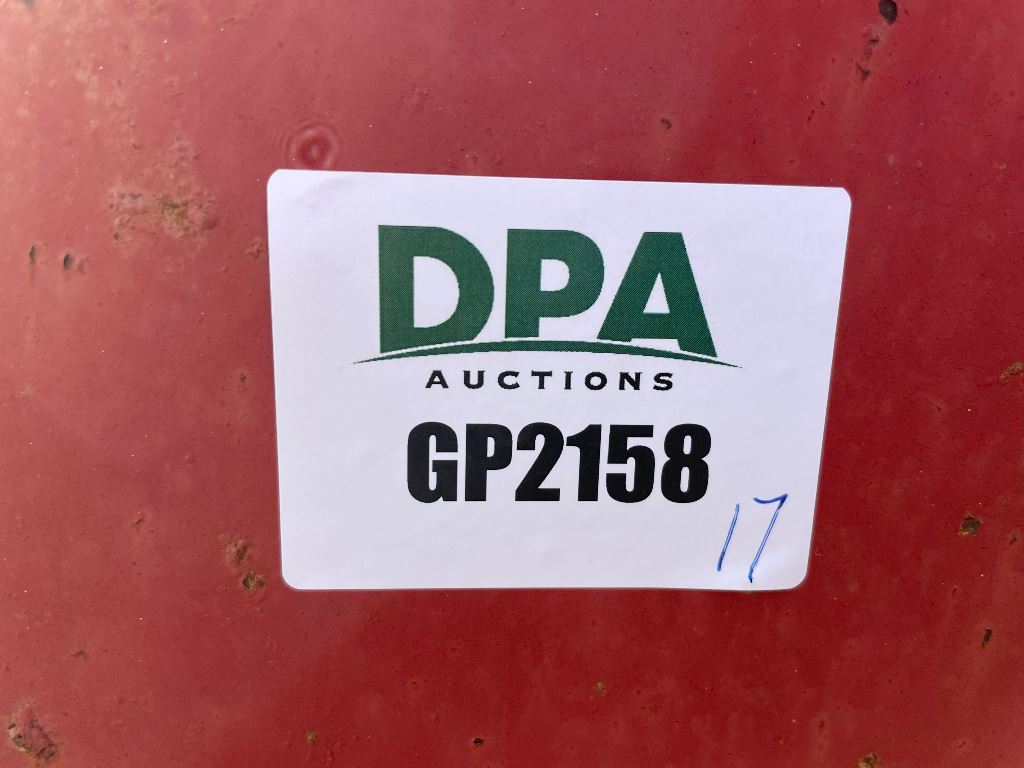 DPA
AUCTIONS
GP2158
17